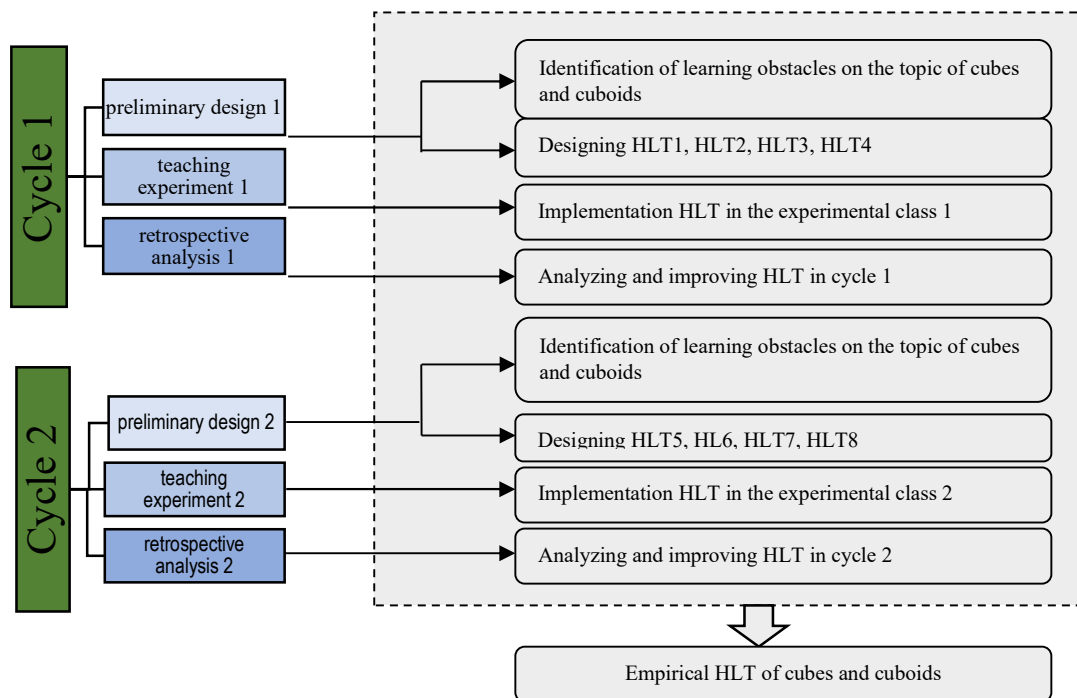 Cycle 1
preliminary design 1
teaching
experiment 1
retrospective
analysis 1
Identification of learning obstacles on the topic of cubes
and cuboids
Designing HLT1, HLT2, HLT3, HLT4
Implementation HLT in the experimental class 1
Analyzing and improving HLT in cycle 1
Cycle 2
preliminary design 2
teaching
experiment 2
retrospective
analysis 2
Identification of learning obstacles on the topic of cubes
and cuboids
Designing HLT5, HL6, HLT7, HLT8
Implementation HLT in the experimental class 2
Analyzing and improving HLT in cycle 2
Empirical HLT of cubes and cuboids